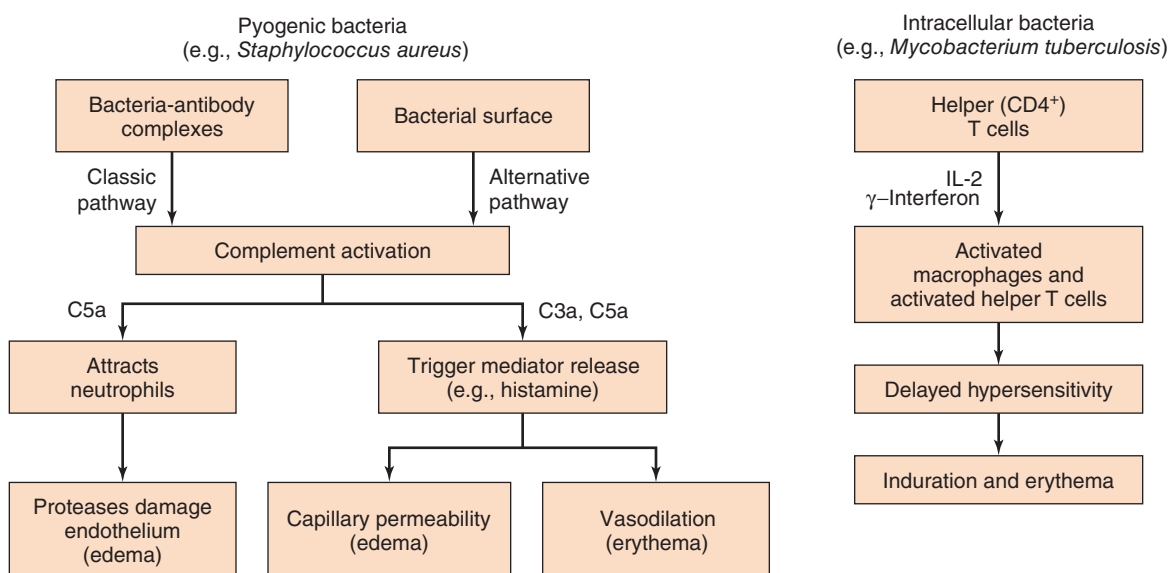 Pyogenic bacteria
(e.g., Staphylococcus aureus)
Bacteria-antibody
complexes
Bacterial surface
Classic
pathway
Alternative
pathway
Complement activation
C5a
C3a, C5a
Attracts
neutrophils
Trigger mediator release
(e.g., histamine)
Proteases damage
endothelium
(edema)
Capillary permeability
(edema)
Vasodilation
(erythema)
Intracellular bacteria
(e.g., Mycobacterium tuberculosis)
Helper (CD4⁺)
T cells
IL-2
γ–Interferon
Activated
macrophages and
activated helper T cells
Delayed hypersensitivity
Induration and erythema